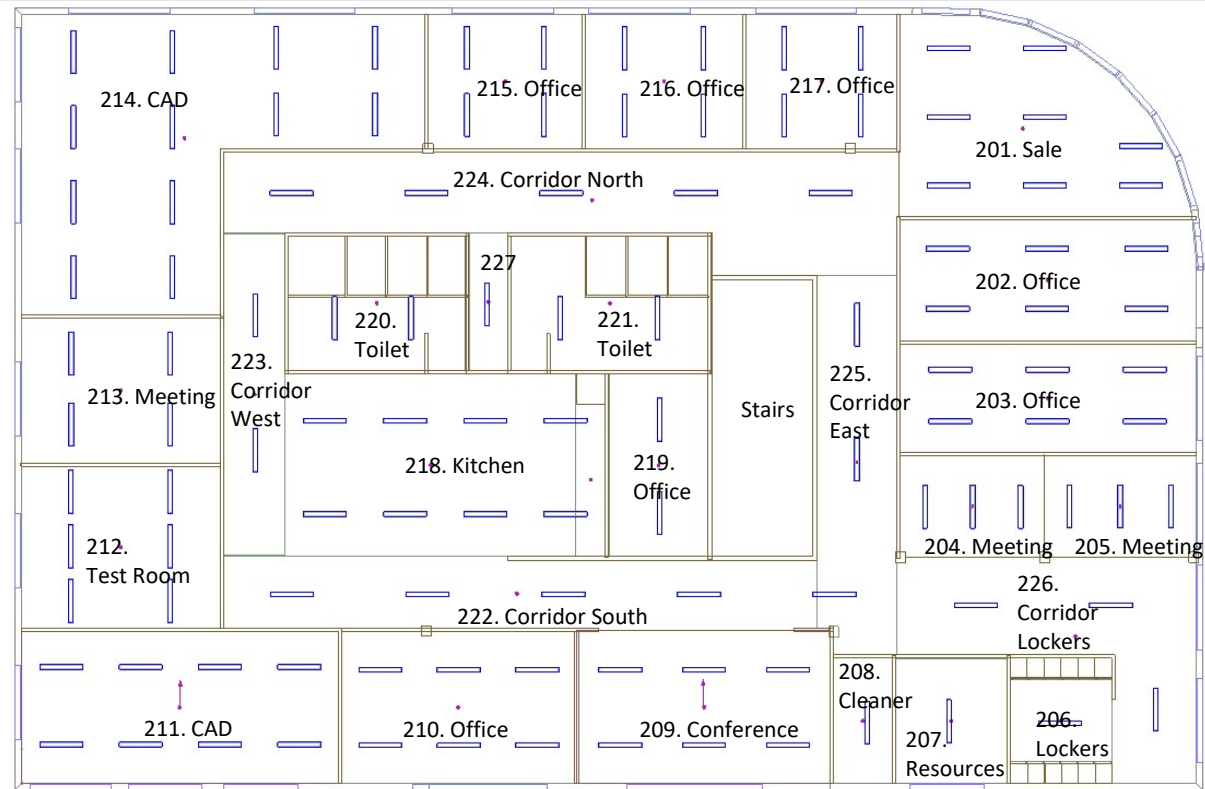 214. CAD
215. Office
216. Office
217. Office
201. Sale
224. Corridor North
227
202. Office
220.
Toilet
221.
Toilet
223.
Corridor
West
213. Meeting
225.
Corridor
East
Stairs
203. Office
218. Kitchen
219.
Office
212.
Test Room
204. Meeting
205. Meeting
222. Corridor South
226.
Corridor
Lockers
211. CAD
210. Office
209. Conference
208.
Cleaner
207.
Resources
206.
Lockers